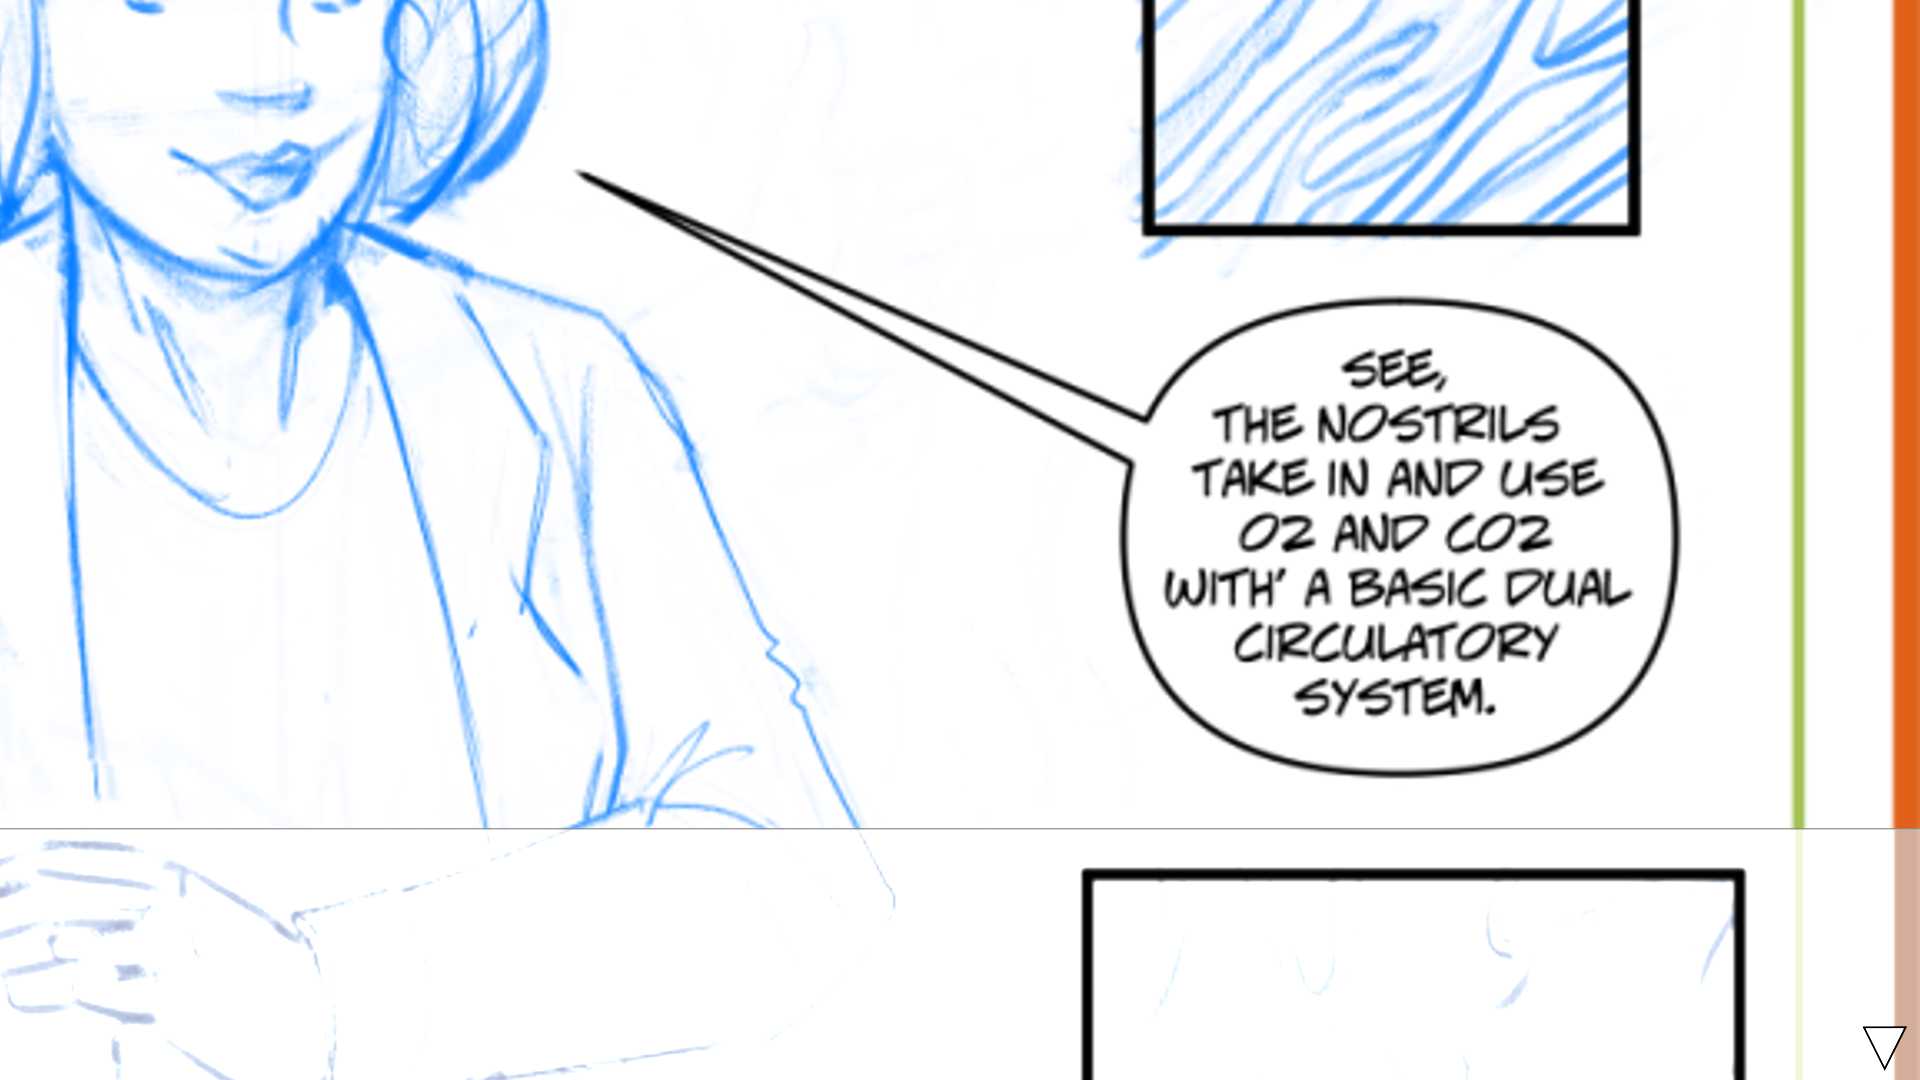 SEE,
THE NOSTRILS
TAKE IN AND USE
O2 AND CO2
WITH' A BASIC DUAL
CIRCULATORY
SYSTEM.